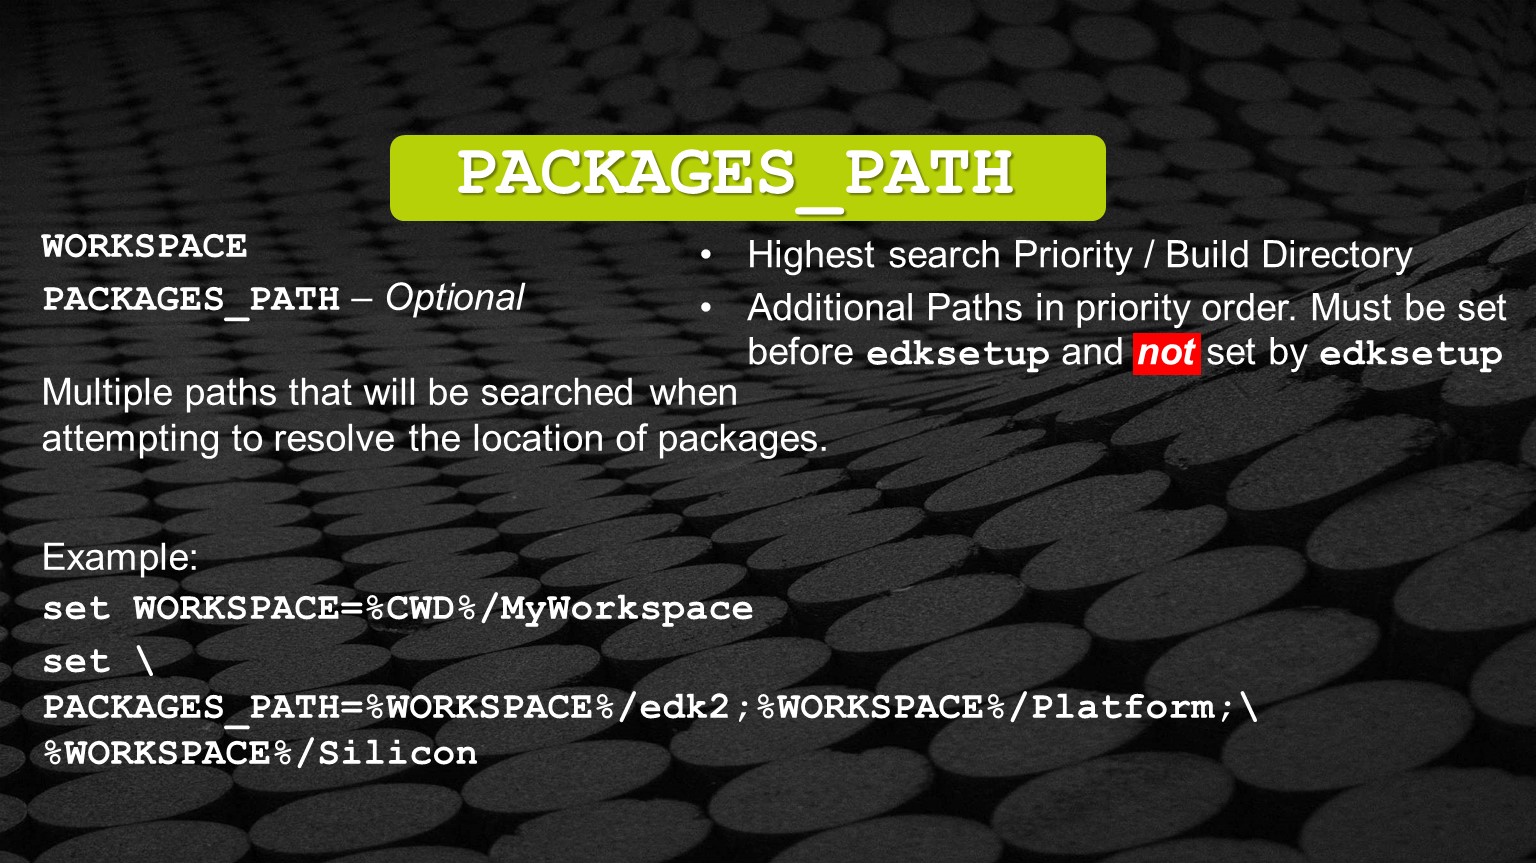 PACKAGES_PATH
WORKSPACE
PACKAGES_PATH – Optional
• Highest search Priority / Build Directory
• Additional Paths in priority order. Must be set
before edksetup and not set by edksetup
Multiple paths that will be searched when
attempting to resolve the location of packages.
Example:
set WORKSPACE=%CWD%/MyWorkspace
set \
PACKAGES_PATH=%WORKSPACE%/edk2;%WORKSPACE%/Platform;\
%WORKSPACE%/Silicon